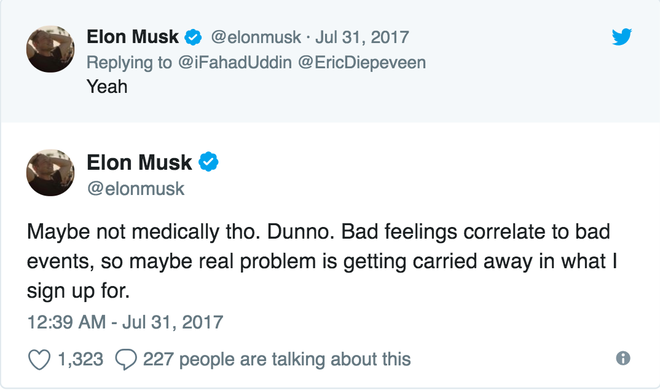 Elon Musk @elonmusk · Jul 31, 2017
Replying to @iFahadUddin @EricDiepeveen
Yeah
Elon Musk
@elonmusk
Maybe not medically tho. Dunno. Bad feelings correlate to bad
events, so maybe real problem is getting carried away in what I
sign up for.
12:39 AM - Jul 31, 2017
1,323 227 people are talking about this